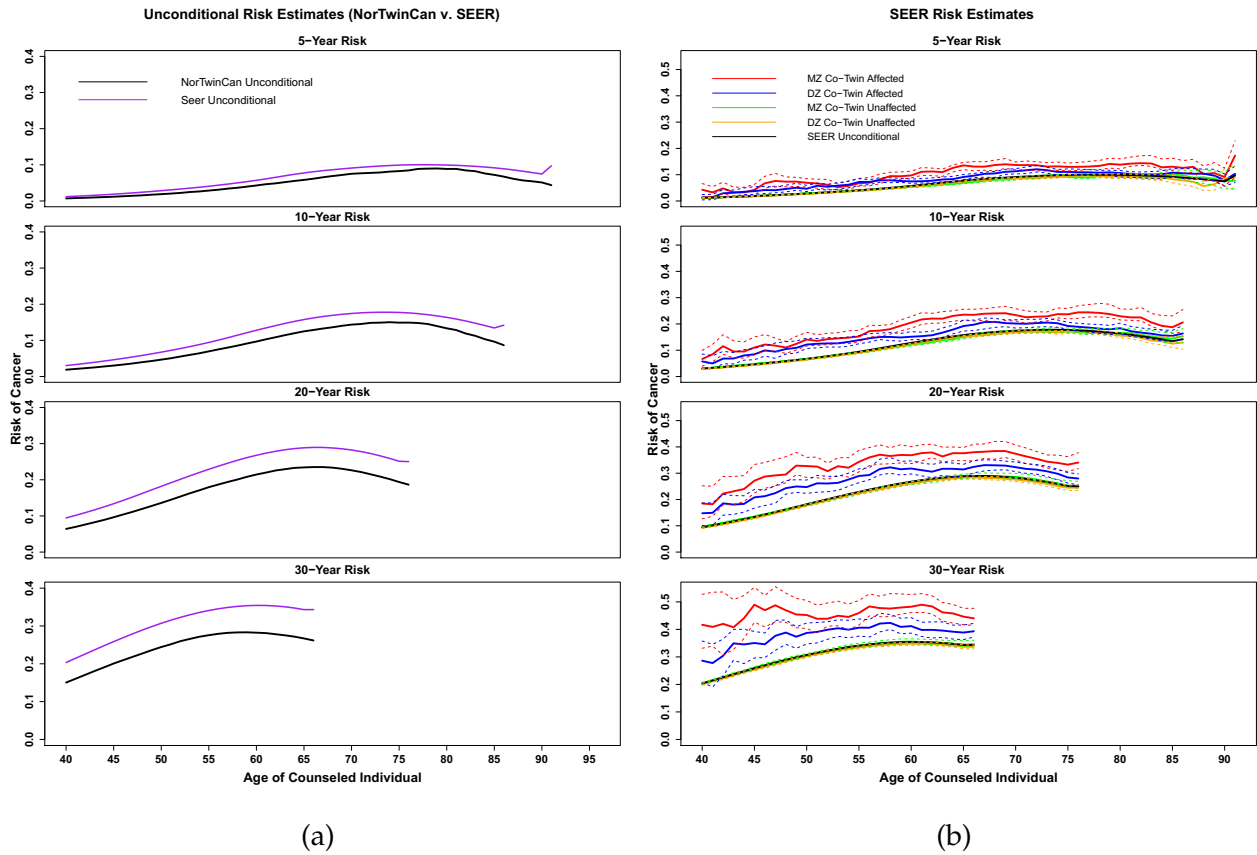 Unconditional Risk Estimates (NorTwinCan v. SEER)
5−Year Risk
0.0 0.1 0.2 0.3 0.4
NorTwinCan Unconditional
Seer Unconditional
10−Year Risk
0.0 0.1 0.2 0.3 0.4
20−Year Risk
0.0 0.1 0.2 0.3 0.4
30−Year Risk
0.0 0.1 0.2 0.3 0.4
Risk of Cancer
40 45 50 55 60 65 70 75 80 85 90 95
Age of Counseled Individual
(a)
SEER Risk Estimates
5−Year Risk
0.0 0.1 0.2 0.3 0.4 0.5
MZ Co−Twin Affected
DZ Co−Twin Affected
MZ Co−Twin Unaffected
DZ Co−Twin Unaffected
SEER Unconditional
10−Year Risk
0.0 0.1 0.2 0.3 0.4 0.5
20−Year Risk
0.0 0.1 0.2 0.3 0.4 0.5
30−Year Risk
0.0 0.1 0.2 0.3 0.4 0.5
Risk of Cancer
40 45 50 55 60 65 70 75 80 85 90
Age of Counseled Individual
(b)